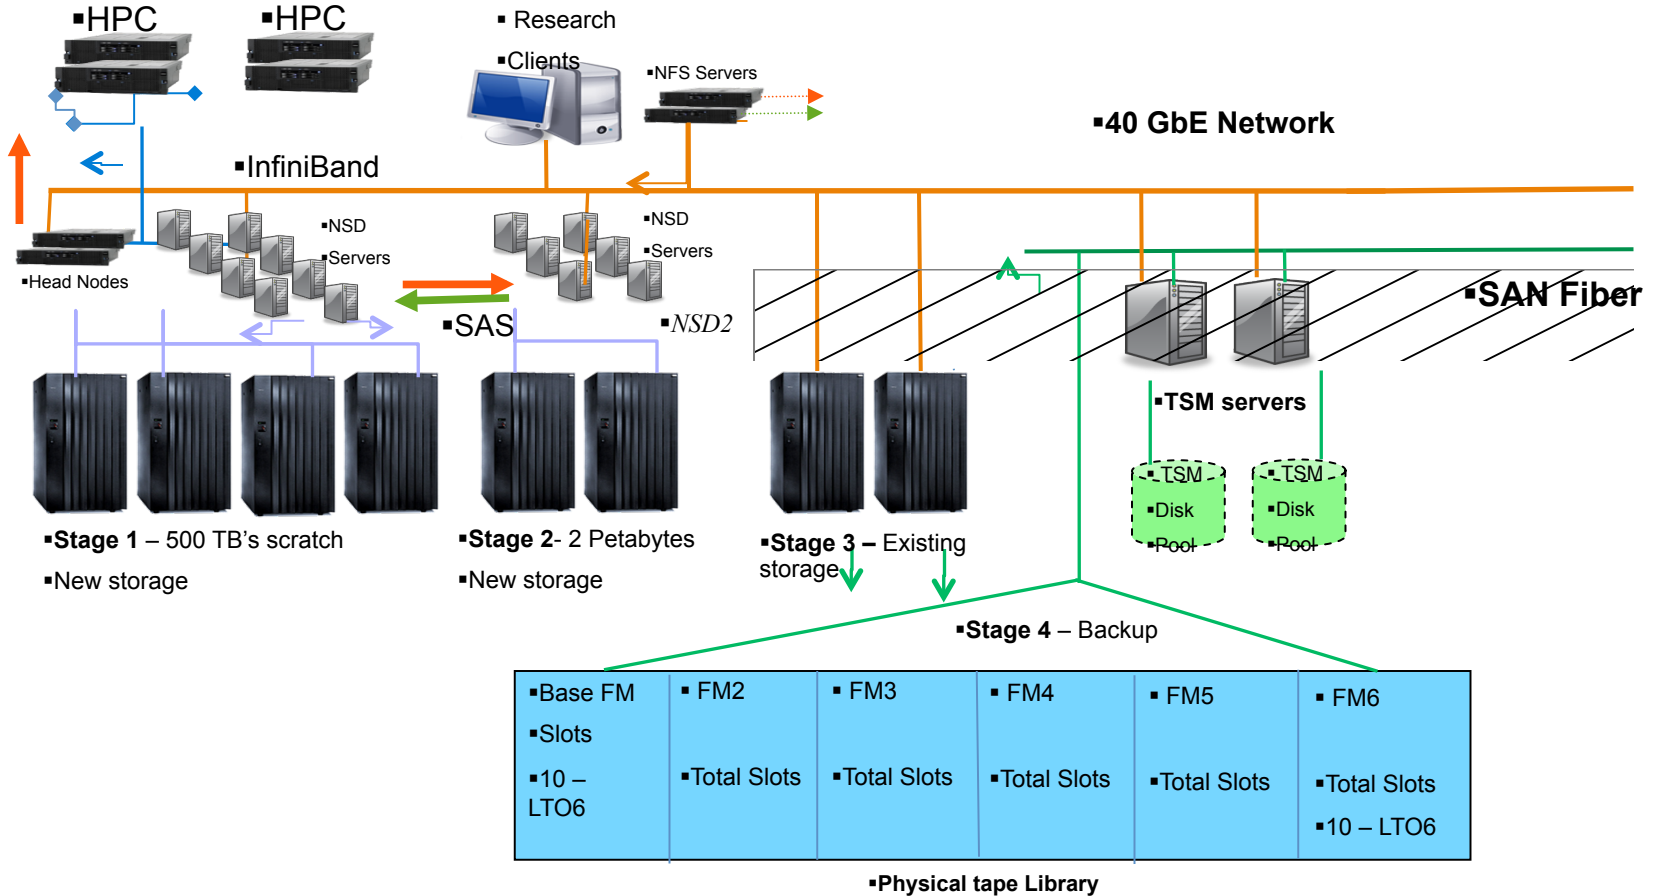 ▪HPC
▪HPC
▪ Research
▪Clients
▪NFS Servers
▪40 GbE Network
▪InfiniBand
▪NSD
▪Servers
▪NSD
▪Servers
▪Head Nodes
▪SAS
▪NSD2
▪SAN Fiber
▪TSM servers
▪ TSM
▪Disk
▪Pool
▪ TSM
▪Disk
▪Pool
▪Stage 1 – 500 TB’s scratch
▪New storage
▪Stage 2- 2 Petabytes
▪New storage
▪Stage 3 – Existing
storage
▪Stage 4 – Backup
▪Base FM
▪Slots
▪10 –
LTO6
▪ FM2
▪Total Slots
▪ FM3
▪Total Slots
▪ FM4
▪Total Slots
▪ FM5
▪Total Slots
▪ FM6
▪Total Slots
▪10 – LTO6
▪Physical tape Library